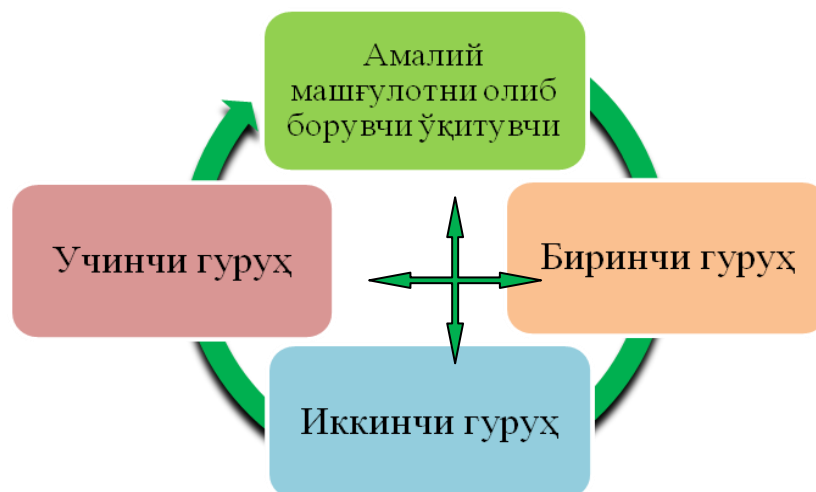 Амалий
машғулотни олиб
борувчи ўқитувчи
Учинчи гуруҳ
Биринчи гуруҳ
Иккинчи гуруҳ